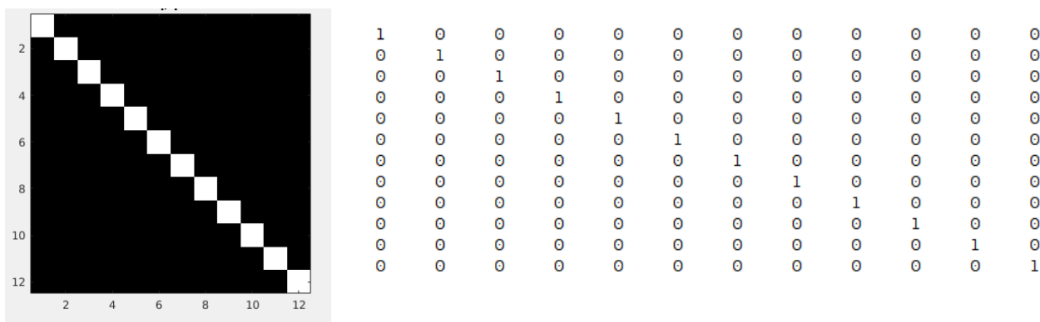 2
4
6
8
10
12
2 4 6 8 10 12
1 0 0 0 0 0 0 0 0 0 0 0
0 1 0 0 0 0 0 0 0 0 0 0
0 0 1 0 0 0 0 0 0 0 0 0
0 0 0 1 0 0 0 0 0 0 0 0
0 0 0 0 1 0 0 0 0 0 0 0
0 0 0 0 0 1 0 0 0 0 0 0
0 0 0 0 0 0 1 0 0 0 0 0
0 0 0 0 0 0 0 1 0 0 0 0
0 0 0 0 0 0 0 0 1 0 0 0
0 0 0 0 0 0 0 0 0 1 0 0
0 0 0 0 0 0 0 0 0 0 1 0
0 0 0 0 0 0 0 0 0 0 0 1